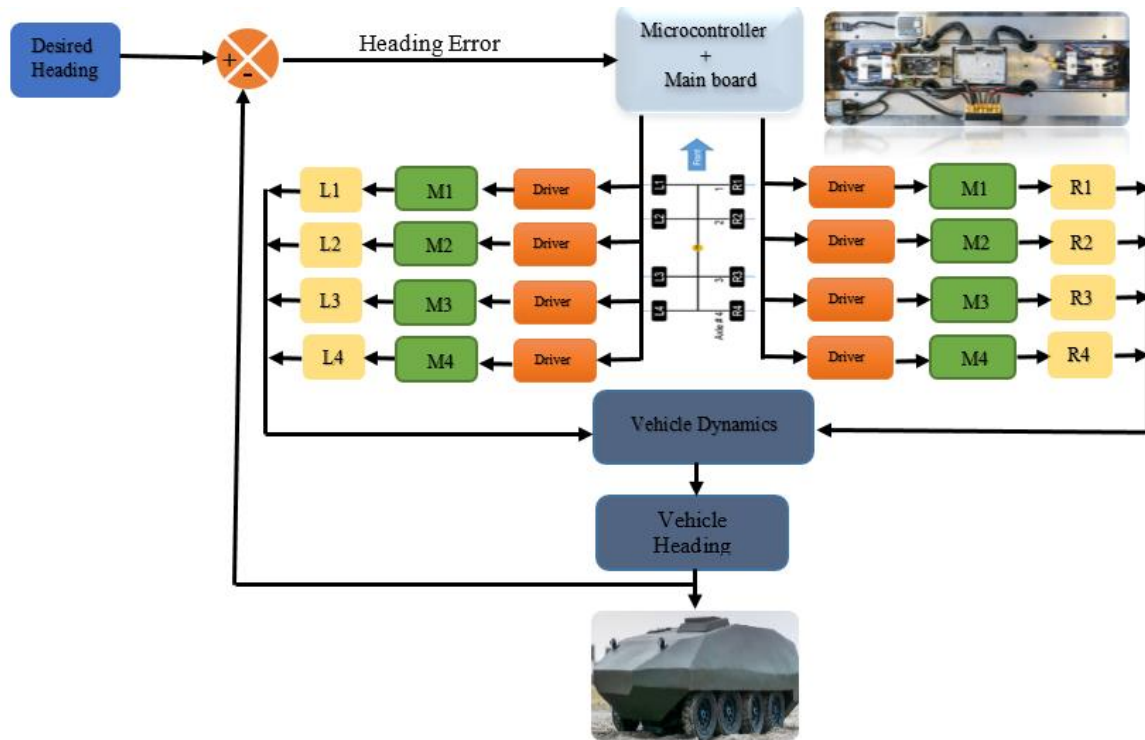 Desired
Heading
+
-
Heading Error
Microcontroller
+
Main board
L1
M1
Driver
Driver
M1
R1
L2
M2
Driver
Driver
M2
R2
L3
M3
Driver
Driver
M3
R3
L4
M4
Driver
Driver
M4
R4
Front
L1
1
R1
L2
2
R2
L3
3
R3
L4
Axle # 4
R4
Vehicle Dynamics
Vehicle
Heading